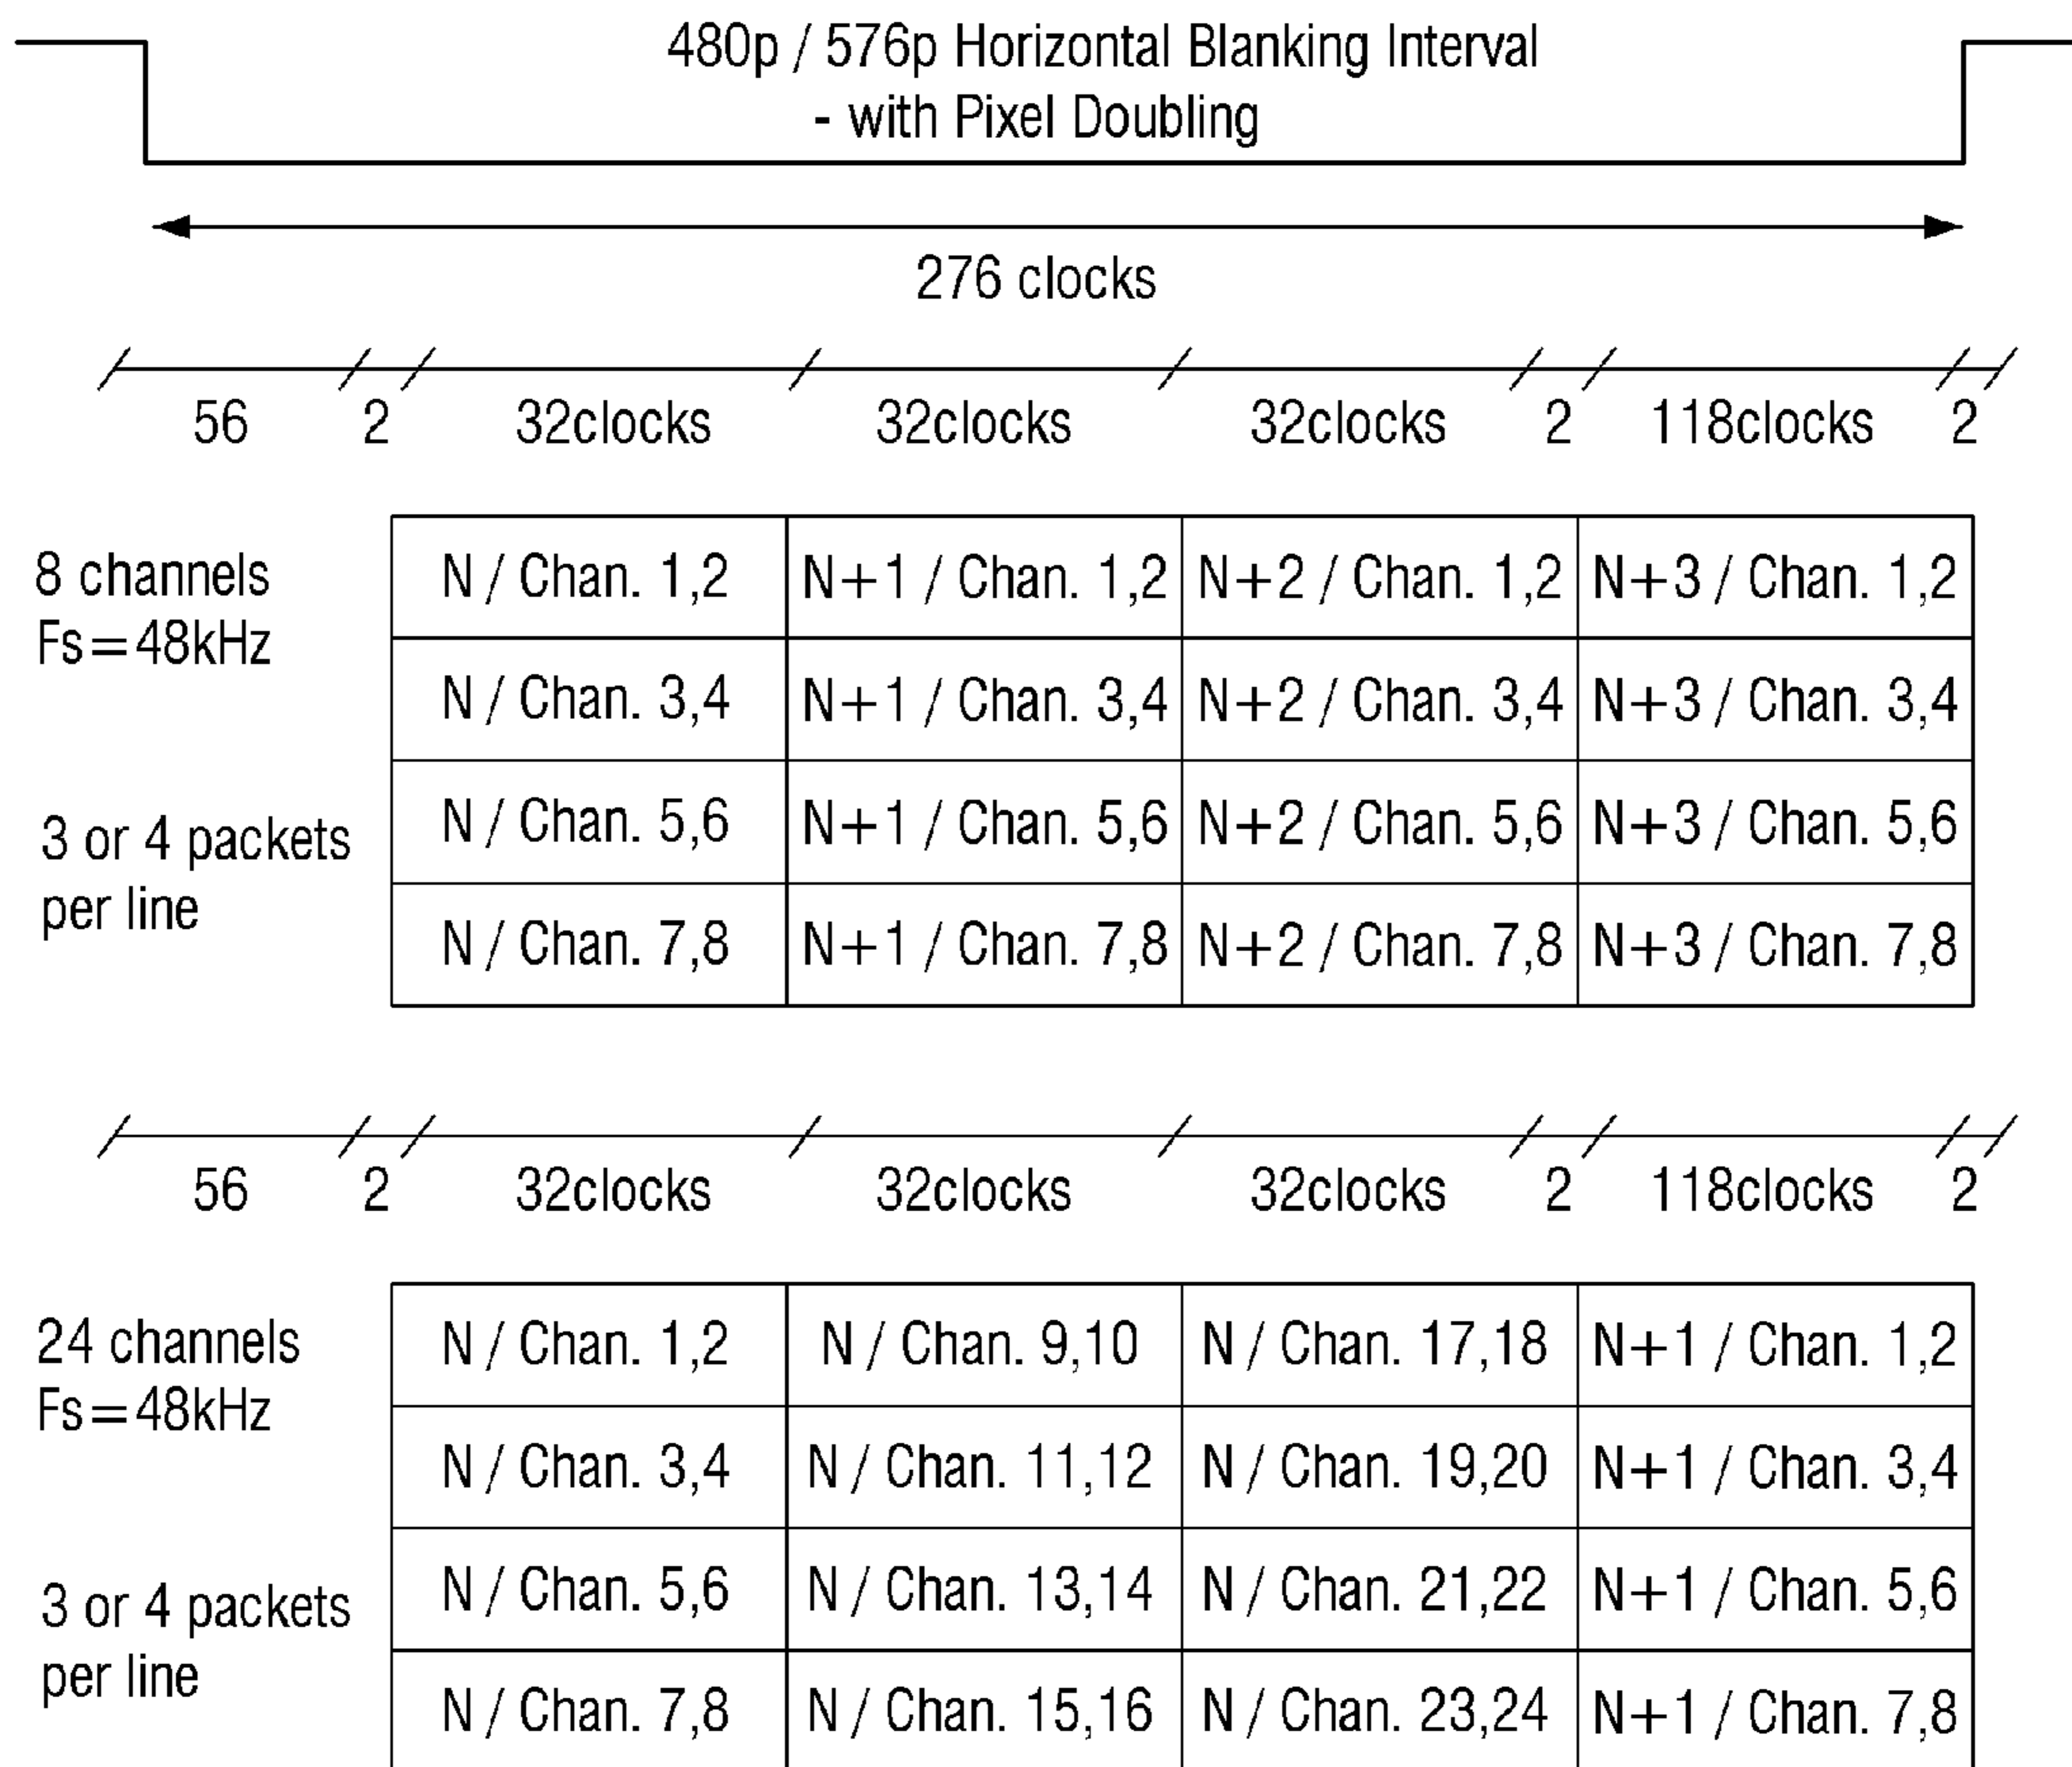 480p / 576p Horizontal Blanking Interval
- with Pixel Doubling
276 clocks
56 2 32clocks 32clocks 32clocks 2 118clocks 2
8 channels
Fs=48kHz
3 or 4 packets
per line
N / Chan. 1,2 N+1 / Chan. 1,2 N+2 / Chan. 1,2 N+3 / Chan. 1,2
N / Chan. 3,4 N+1 / Chan. 3,4 N+2 / Chan. 3,4 N+3 / Chan. 3,4
N / Chan. 5,6 N+1 / Chan. 5,6 N+2 / Chan. 5,6 N+3 / Chan. 5,6
N / Chan. 7,8 N+1 / Chan. 7,8 N+2 / Chan. 7,8 N+3 / Chan. 7,8
56 2 32clocks 32clocks 32clocks 2 118clocks 2
24 channels
Fs=48kHz
3 or 4 packets
per line
N / Chan. 1,2 N / Chan. 9,10 N / Chan. 17,18 N+1 / Chan. 1,2
N / Chan. 3,4 N / Chan. 11,12 N / Chan. 19,20 N+1 / Chan. 3,4
N / Chan. 5,6 N / Chan. 13,14 N / Chan. 21,22 N+1 / Chan. 5,6
N / Chan. 7,8 N / Chan. 15,16 N / Chan. 23,24 N+1 / Chan. 7,8